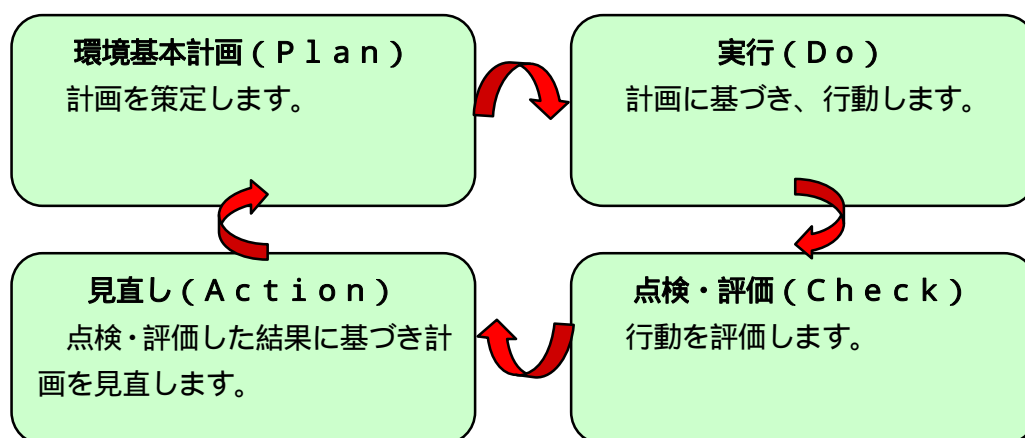 環境基本計画(Plan)
計画を策定します。
実行(Do)
計画に基づき、行動します。
見直し(Action)
点検・評価した結果に基づき計
画を見直します。
点検・評価(Check)
行動を評価します。